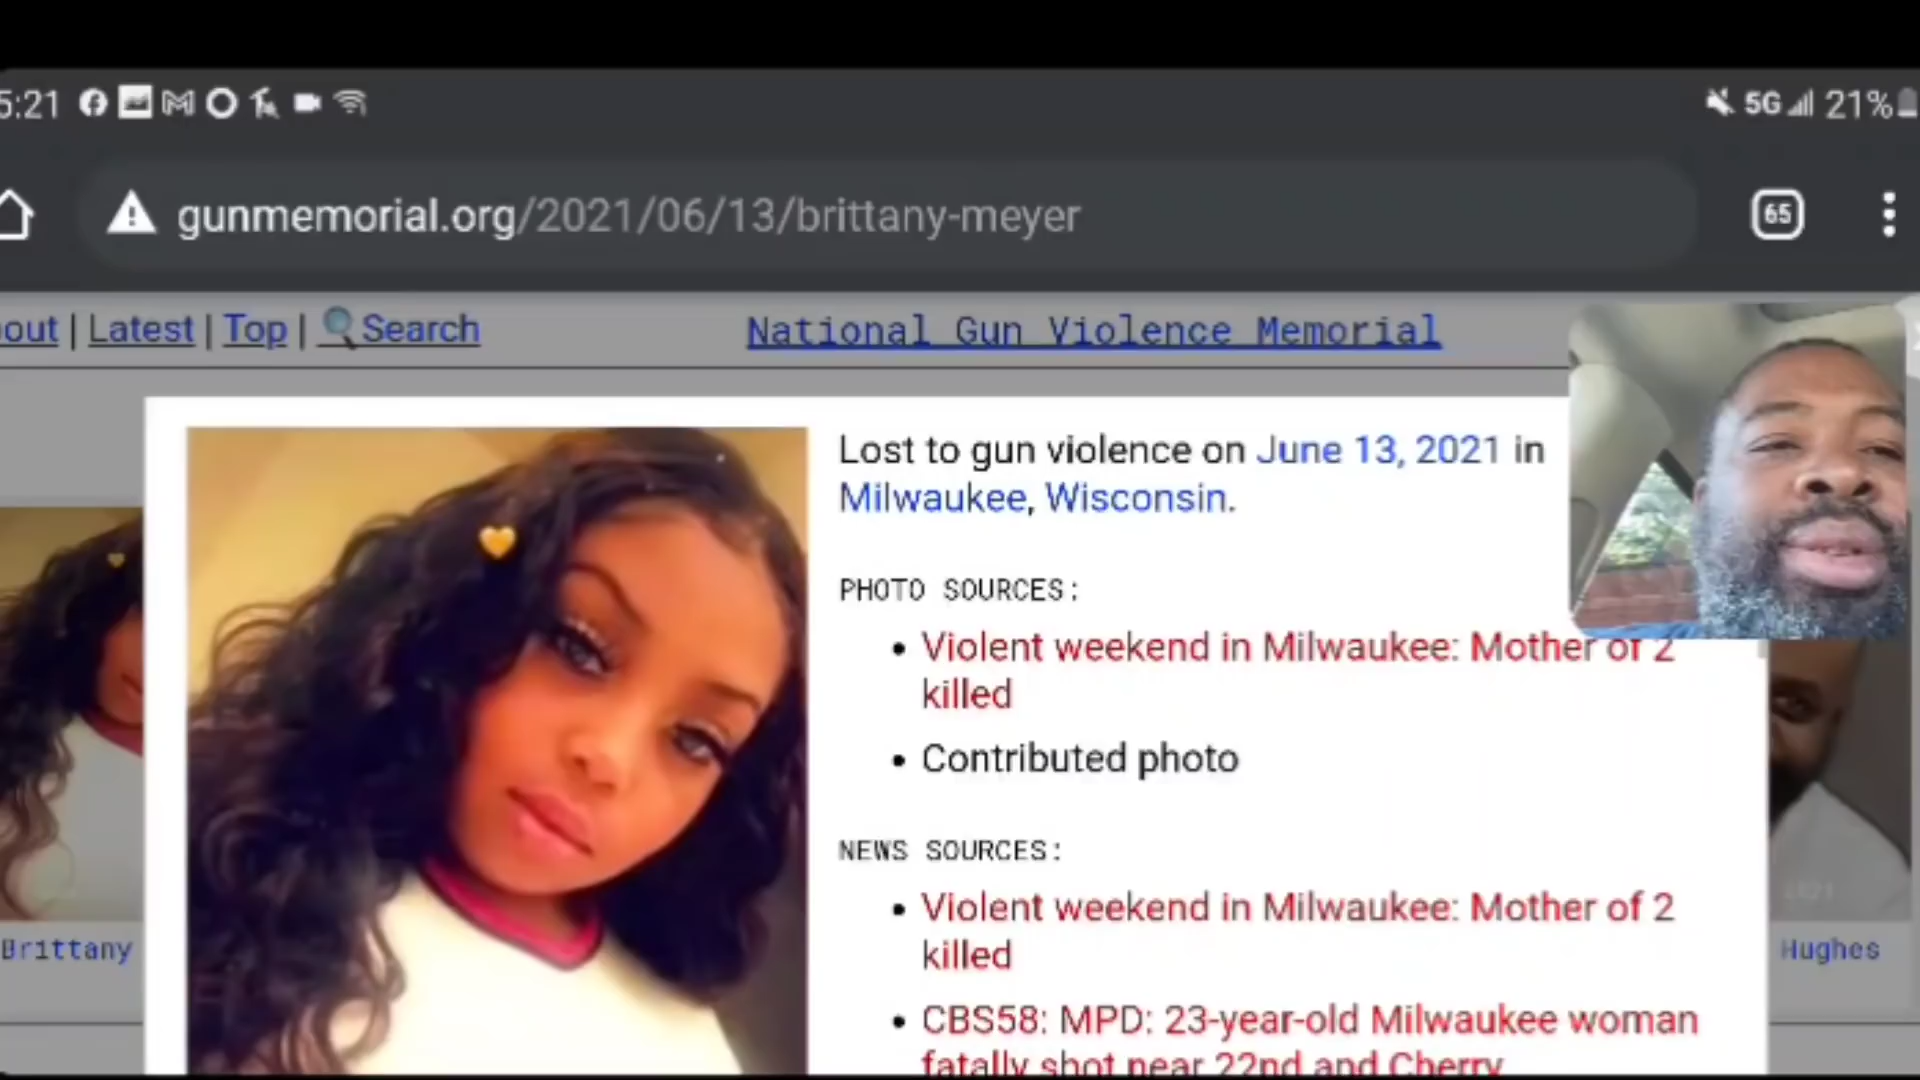 5:21
5G 21%
gunmemorial.org/2021/06/13/brittany-meyer
65
out | Latest | Top | Search
National Gun Violence Memorial
Lost to gun violence on June 13, 2021 in
Milwaukee, Wisconsin.
PHOTO SOURCES:
• Violent weekend in Milwaukee: Mother of 2
killed
• Contributed photo
NEWS SOURCES:
• Violent weekend in Milwaukee: Mother of 2
killed
• CBS58: MPD: 23-year-old Milwaukee woman
fatally shot near 22nd and Cherry
Brittany
Hughes